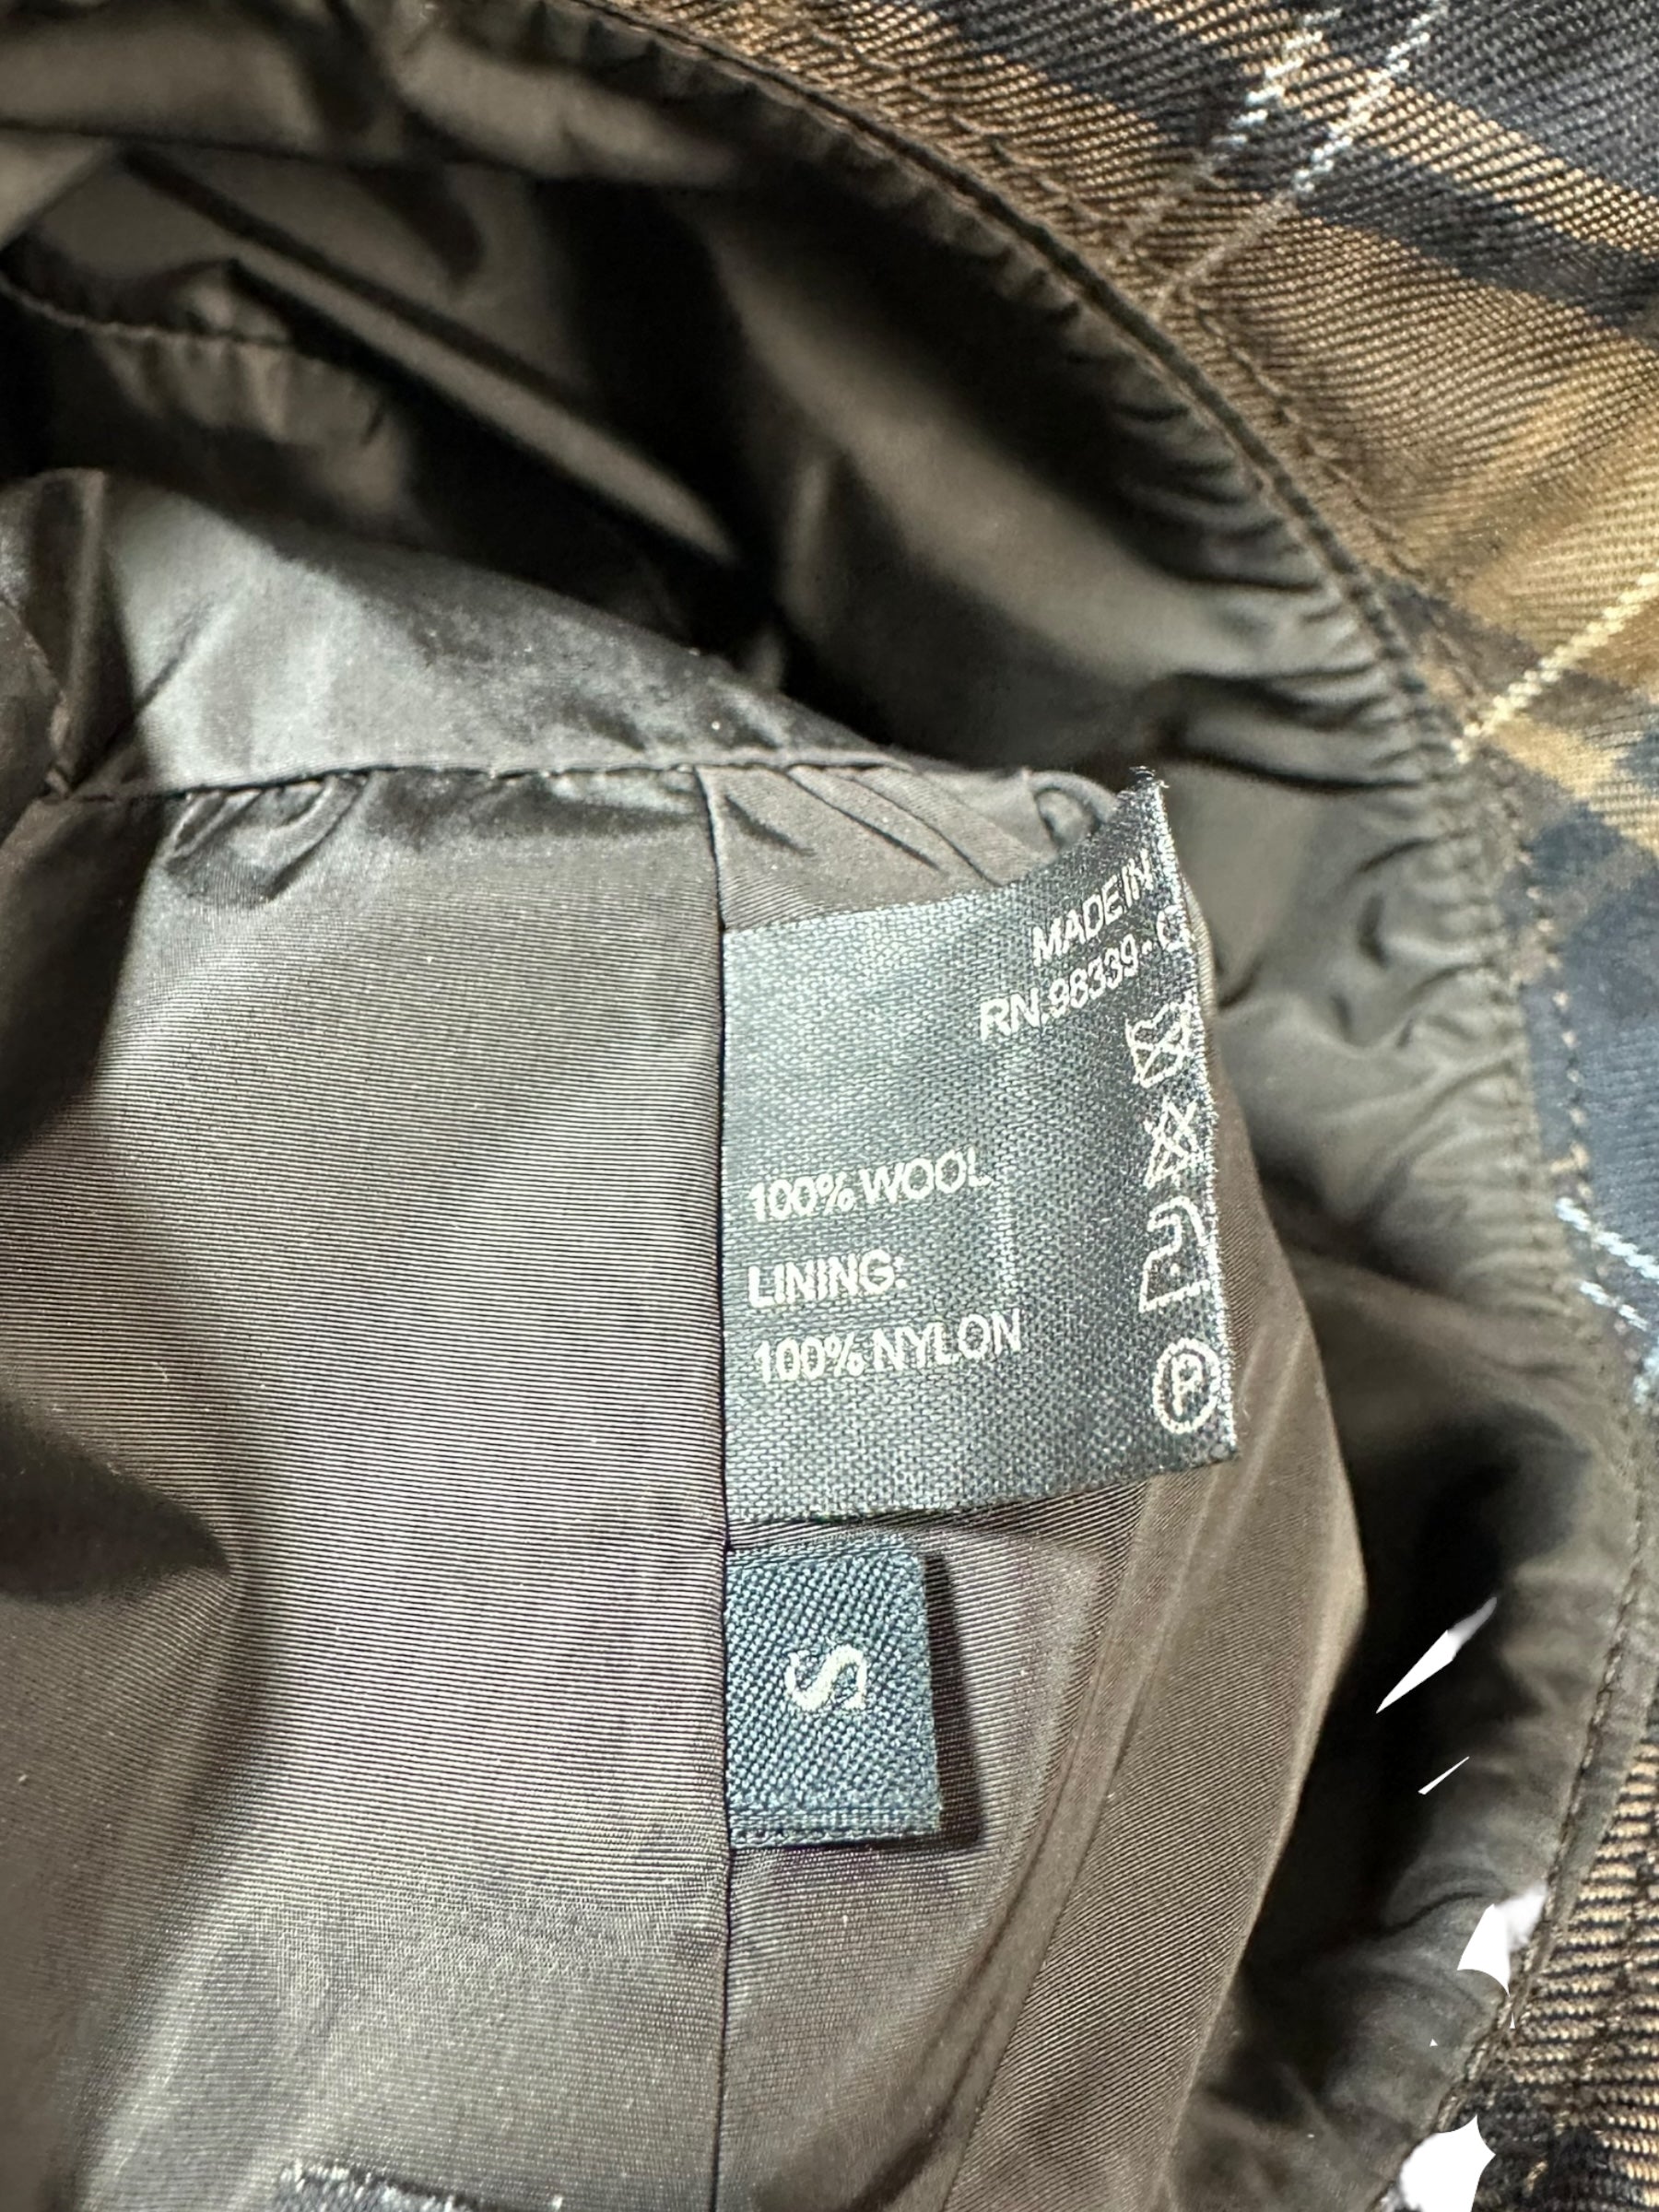 MADE IN
RN.98339-C
100% WOOL
LINING:
100% NYLON
P
S